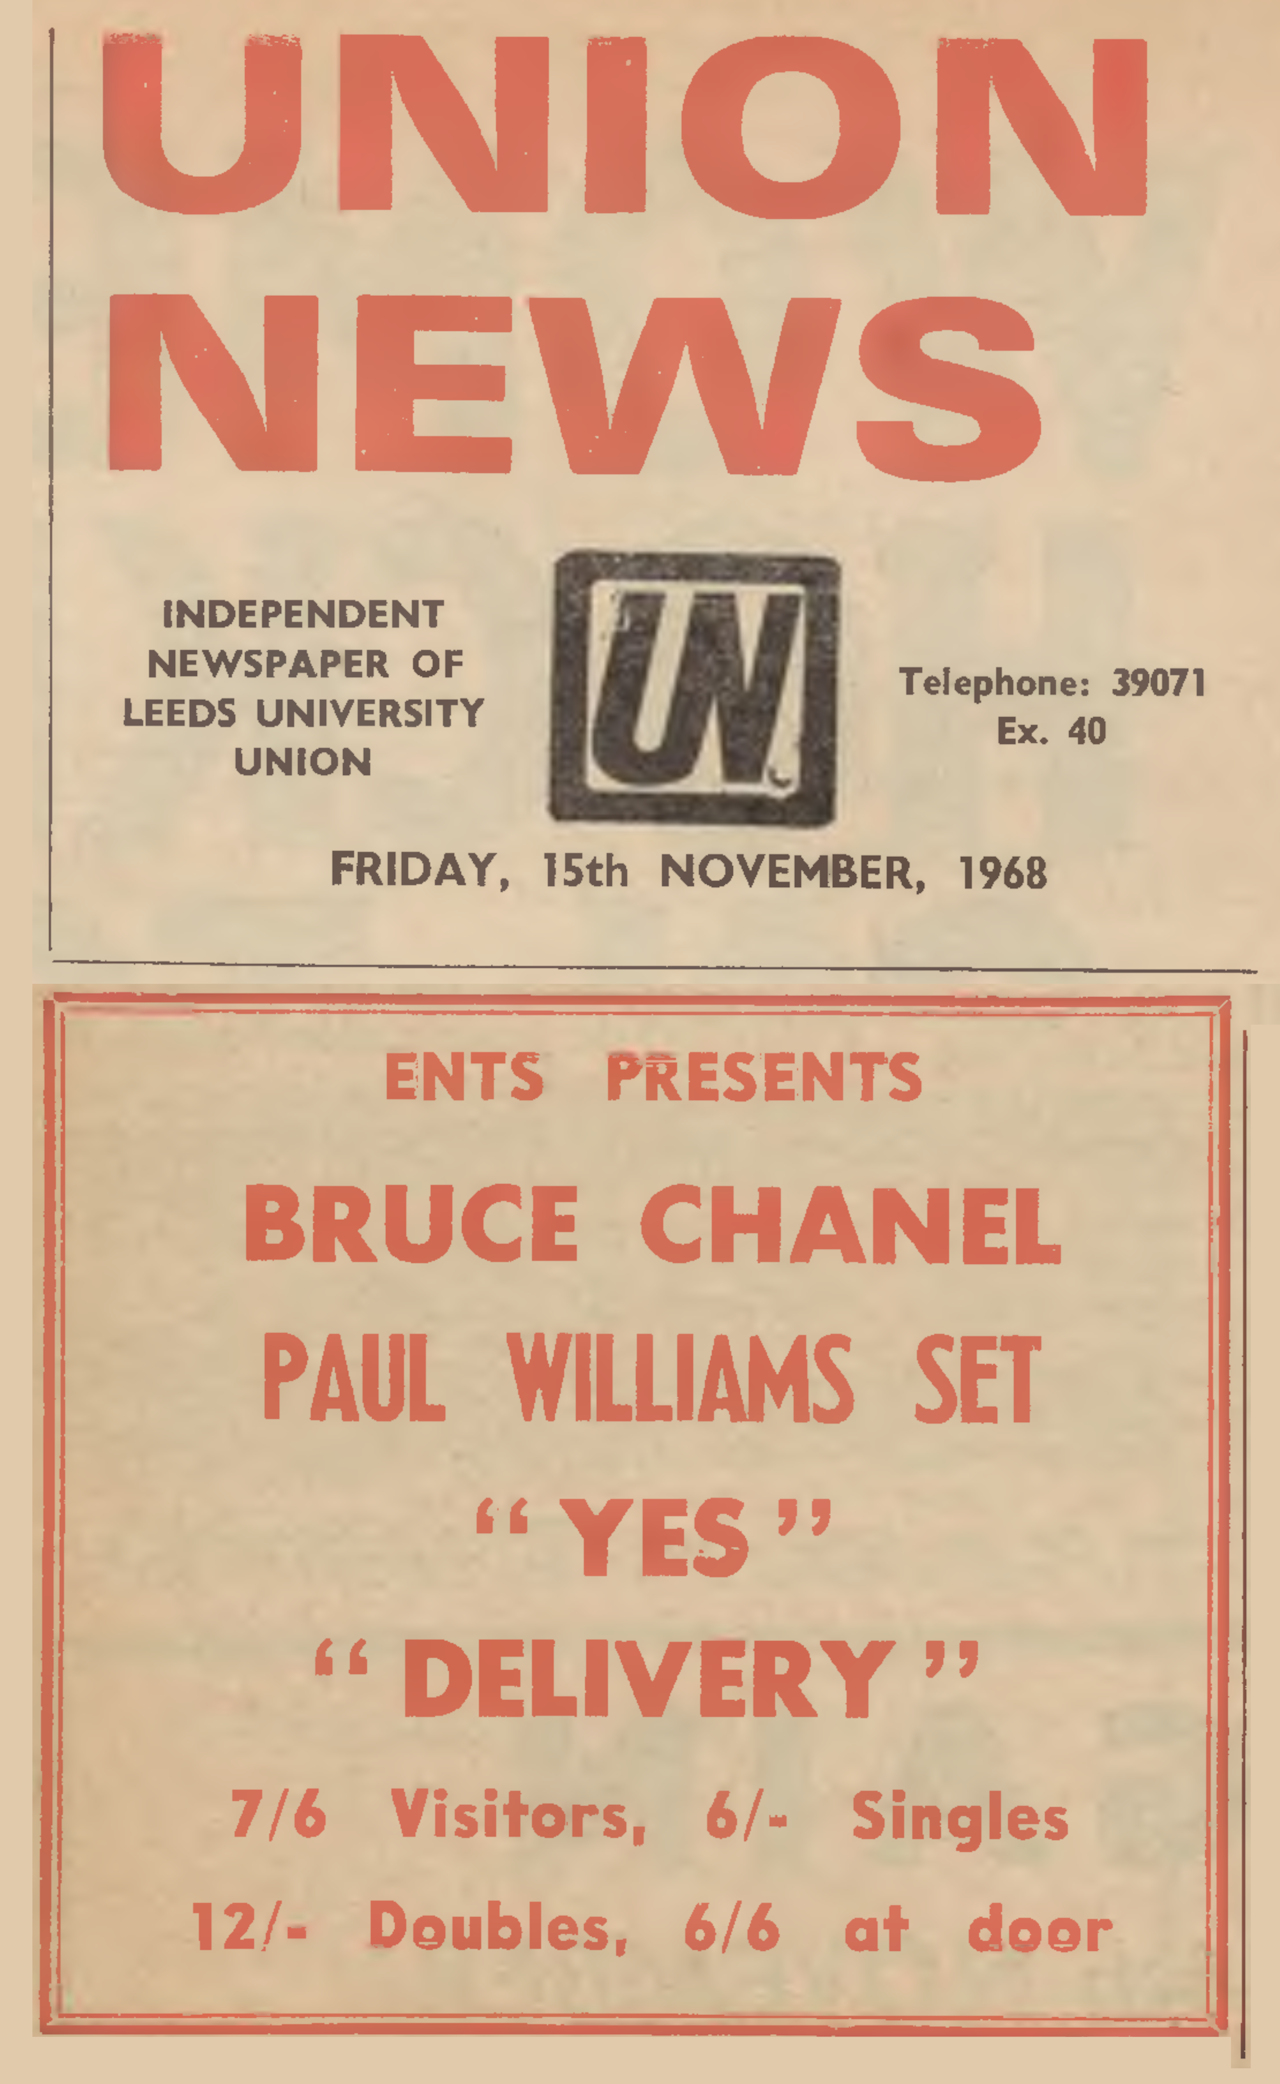 UNION
NEWS
INDEPENDENT
NEWSPAPER OF
LEEDS UNIVERSITY
UNION
UN
Telephone: 39071
Ex. 40
FRIDAY, 15th NOVEMBER, 1968
ENTS PRESENTS
BRUCE CHANEL
PAUL WILLIAMS SET
“ YES ”
“ DELIVERY ”
7/6 Visitors, 6/- Singles
12/- Doubles, 6/6 at door